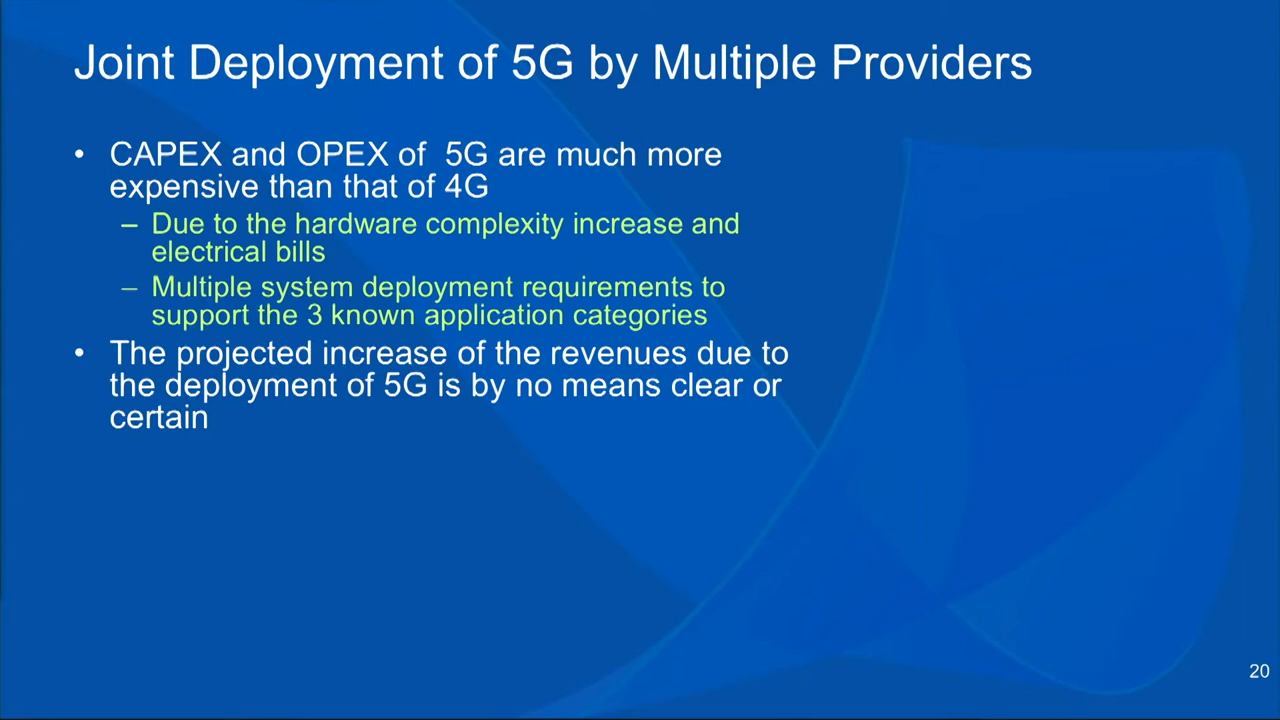 Joint Deployment of 5G by Multiple Providers
• CAPEX and OPEX of  5G are much more
expensive than that of 4G
– Due to the hardware complexity increase and
electrical bills
– Multiple system deployment requirements to
support the 3 known application categories
• The projected increase of the revenues due to
the deployment of 5G is by no means clear or
certain
20